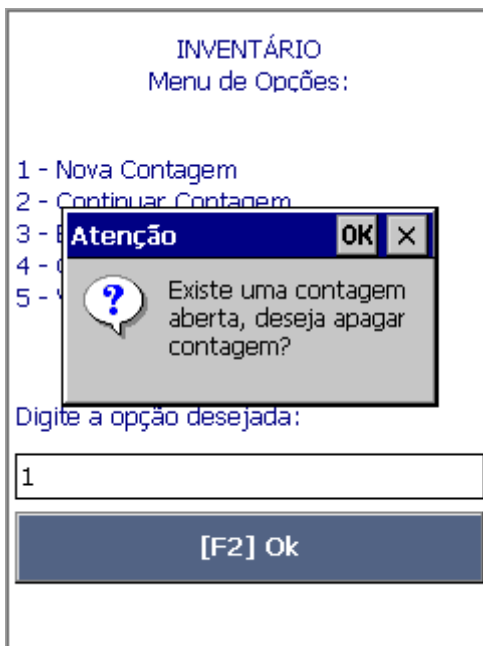 INVENTÁRIO
Menu de Opções:
1 - Nova Contagem
2 - Continuar Contagem
3 -
4 -
5 -
Atenção OK ×
? Existe uma contagem
aberta, deseja apagar
contagem?
Digite a opção desejada:
1
[F2] Ok